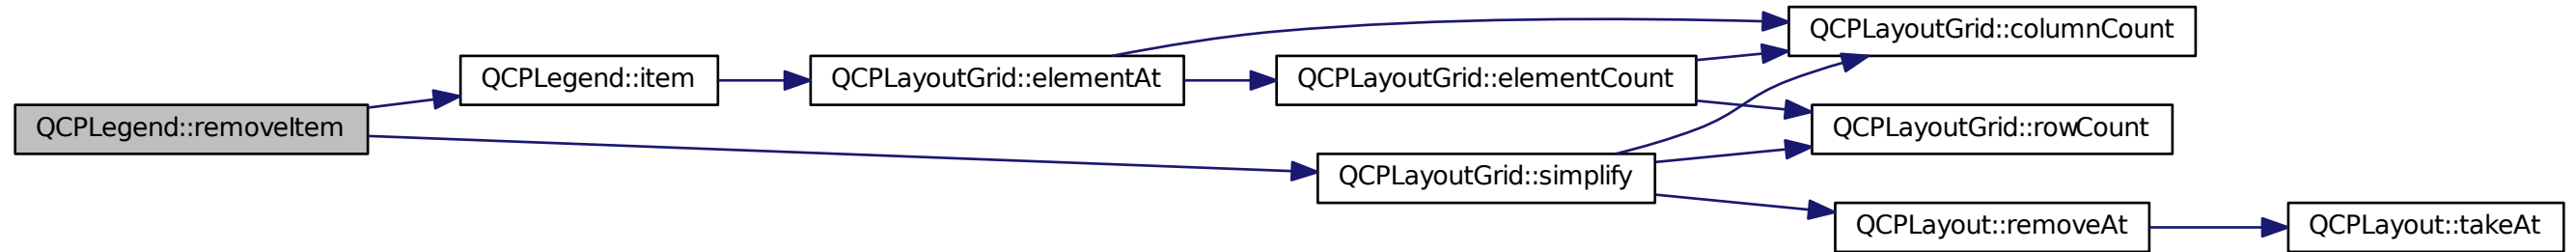 QCPLegend::removeItem
QCPLegend::item
QCPLayoutGrid::elementAt
QCPLayoutGrid::elementCount
QCPLayoutGrid::columnCount
QCPLayoutGrid::rowCount
QCPLayoutGrid::simplify
QCPLayout::removeAt
QCPLayout::takeAt